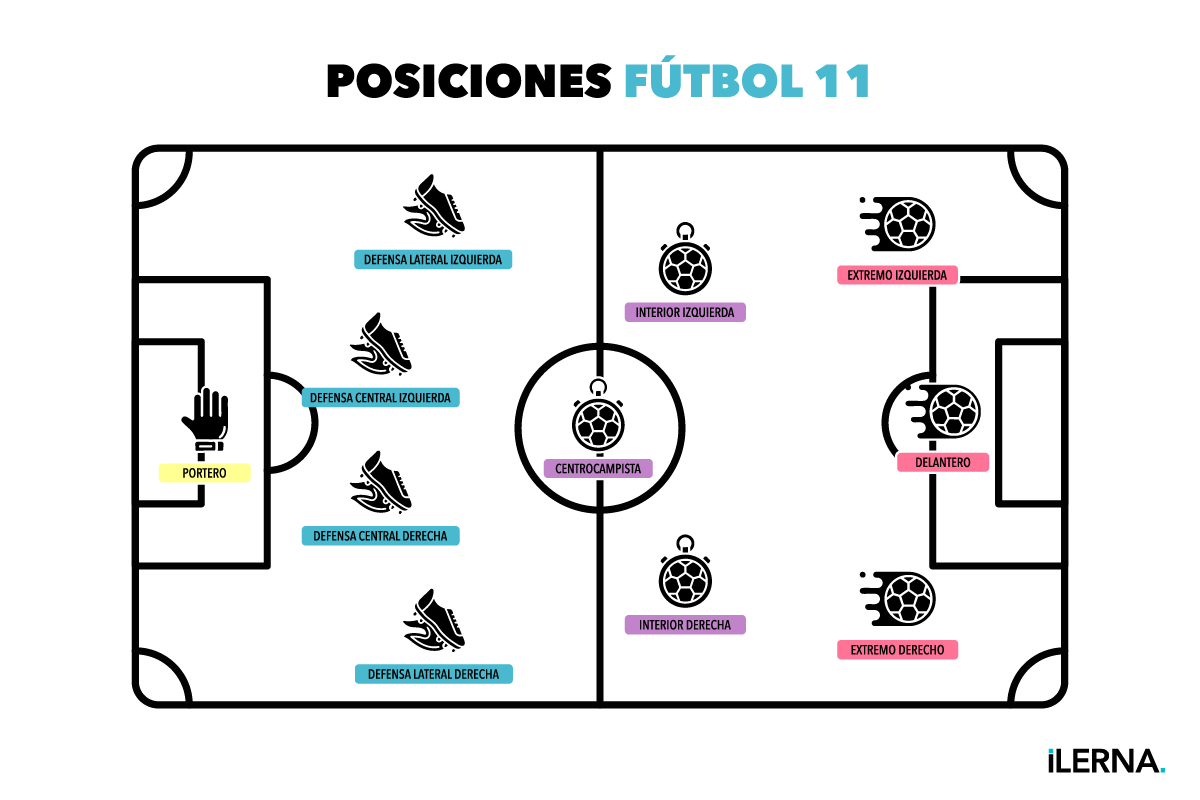 POSICIONES FÚTBOL 11
DEFENSA LATERAL IZQUIERDA
EXTREMO IZQUIERDA
INTERIOR IZQUIERDA
DEFENSA CENTRAL IZQUIERDA
PORTERO
CENTROCAMPISTA
DELANTERO
DEFENSA CENTRAL DERECHA
INTERIOR DERECHA
EXTREMO DERECHO
DEFENSA LATERAL DERECHA
iLERNA.